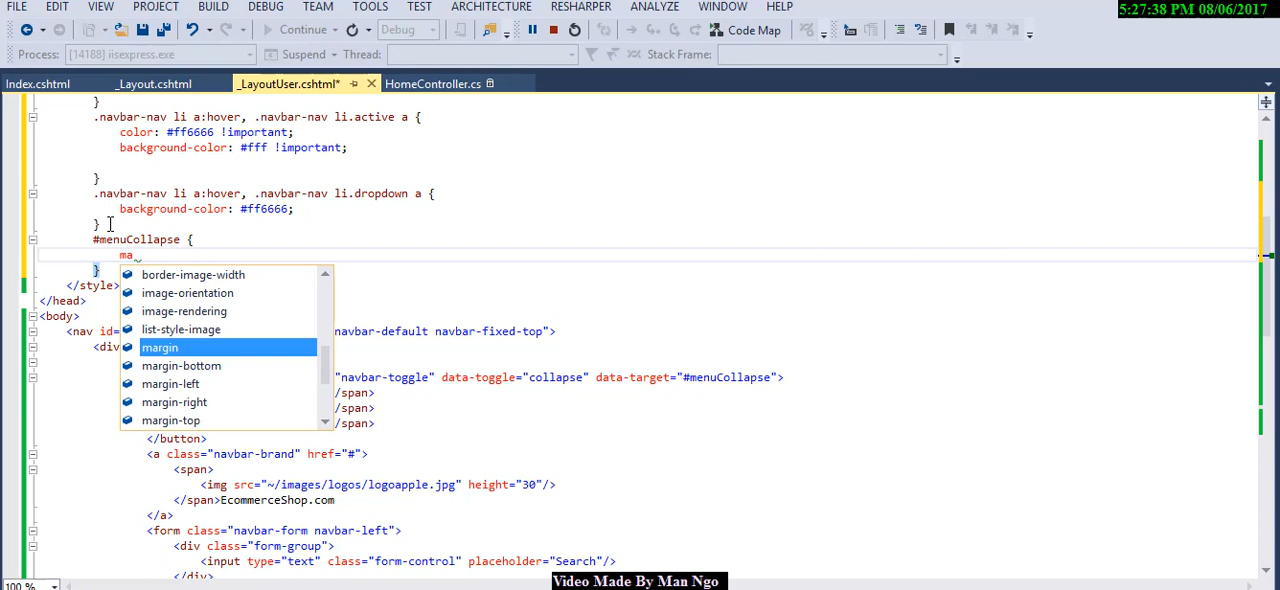 FILE EDIT VIEW PROJECT BUILD DEBUG TEAM TOOLS TEST ARCHITECTURE RESHARPER ANALYZE WINDOW HELP
5:27:38 PM 08/06/2017
Continue Debug Code Map
Process: [14188] iisexpress.exe Suspend Thread: Stack Frame:
Index.cshtml _Layout.cshtml _LayoutUser.cshtml* HomeController.cs
}
.navbar-nav li a:hover, .navbar-nav li.active a {
color: #ff6666 !important;
background-color: #fff !important;
}
.navbar-nav li a:hover, .navbar-nav li.dropdown a {
background-color: #ff6666;
}
#menuCollapse {
ma
}
border-image-width
</style>
image-orientation
</head>
image-rendering
<body>
list-style-image
<nav id= navbar-default navbar-fixed-top">
<div
margin
margin-bottom
"navbar-toggle" data-toggle="collapse" data-target="#menuCollapse">
margin-left
/span>
margin-right
/span>
margin-top
/span>
</button>
<a class="navbar-brand" href="#">
<span>
<img src="~/images/logos/logoapple.jpg" height="30"/>
</span>EcommerceShop.com
</a>
<form class="navbar-form navbar-left">
<div class="form-group">
<input type="text" class="form-control" placeholder="Search"/>
</div>
100 %
Video Made By Man Ngo